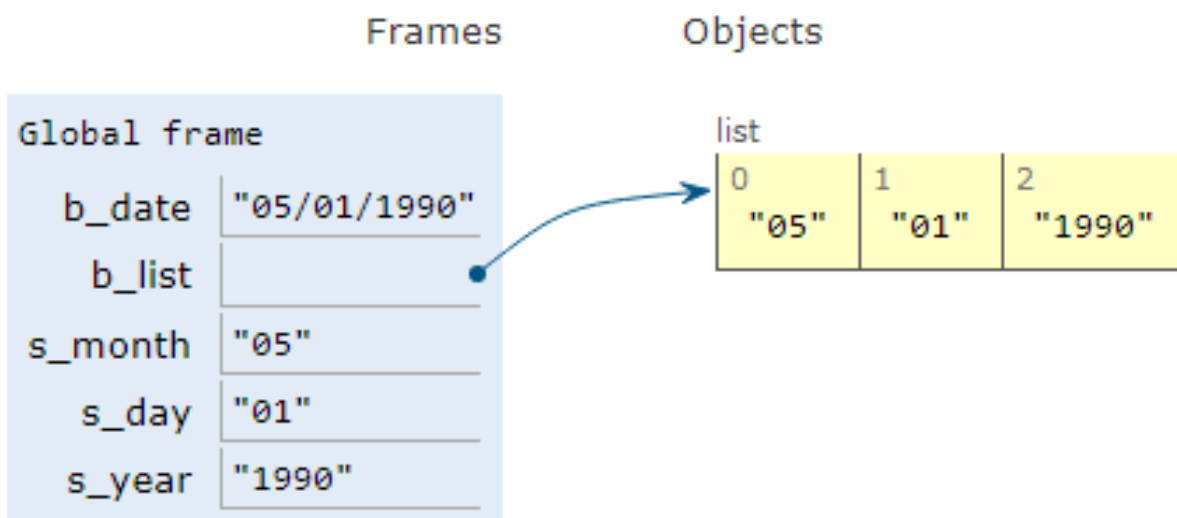 Frames Objects
Global frame
b_date "05/01/1990"
b_list
s_month "05"
s_day "01"
s_year "1990"
list
0 1 2
"05" "01" "1990"